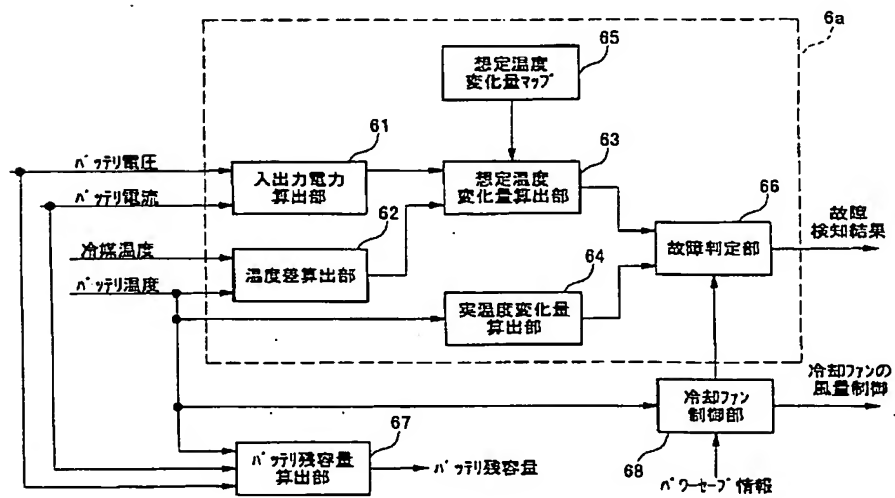 6a
65
想定温度
変化量マップ
61
63
バッテリ電圧
入出力電力
算出部
想定温度
変化量算出部
バッテリ電流
66
62
故障
検知結果
冷媒温度
温度差算出部
故障判定部
64
バッテリ温度
実温度変化量
算出部
冷却ファンの
風量制御
冷却ファン
制御部
67
68
バッテリ残容量
算出部
バッテリ残容量
パワーセーブ情報